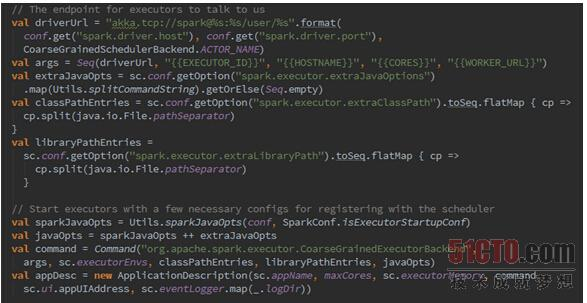 // The endpoint for executors to talk to us
val driverUrl = "akka.tcp://spark@%s:%s/user/%s".format(
conf.get("spark.driver.host"), conf.get("spark.driver.port"),
CoarseGrainedSchedulerBackend.ACTOR_NAME)
val args = Seq(driverUrl, "{{EXECUTOR_ID}}", "{{HOSTNAME}}", "{{CORES}}", "{{WORKER_URL}}")
val extraJavaOpts = sc.conf.getOption("spark.executor.extraJavaOptions")
.map(Utils.splitCommandString).getOrElse(Seq.empty)
val classPathEntries = sc.conf.getOption("spark.executor.extraClassPath").toSeq.flatMap { cp =>
cp.split(java.io.File.pathSeparator)
}
val libraryPathEntries =
sc.conf.getOption("spark.executor.extraLibraryPath").toSeq.flatMap { cp =>
cp.split(java.io.File.pathSeparator)
}
// Start executors with a few necessary configs for registering with the scheduler
val sparkJavaOpts = Utils.sparkJavaOpts(conf, SparkConf.isExecutorStartupConf)
val javaOpts = sparkJavaOpts ++ extraJavaOpts
val command = Command("org.apache.spark.executor.CoarseGrainedExecutorBackend",
args, sc.executorEnvs, classPathEntries, libraryPathEntries, javaOpts)
val appDesc = new ApplicationDescription(sc.appName, maxCores, sc.executorMemory, command,
sc.ui.appUIAddress, sc.eventLogger.map(_.logDir))
51CTO.com
技术成就梦想